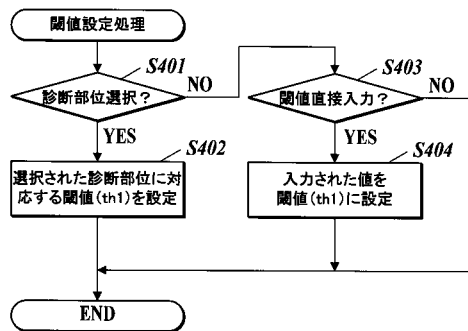 閾値設定処理
S401
診断部位選択？
NO
YES
S402
選択された診断部位に対
応する閾値(th1)を設定
S403
閾値直接入力？
NO
YES
S404
入力された値を
閾値(th1)に設定
END